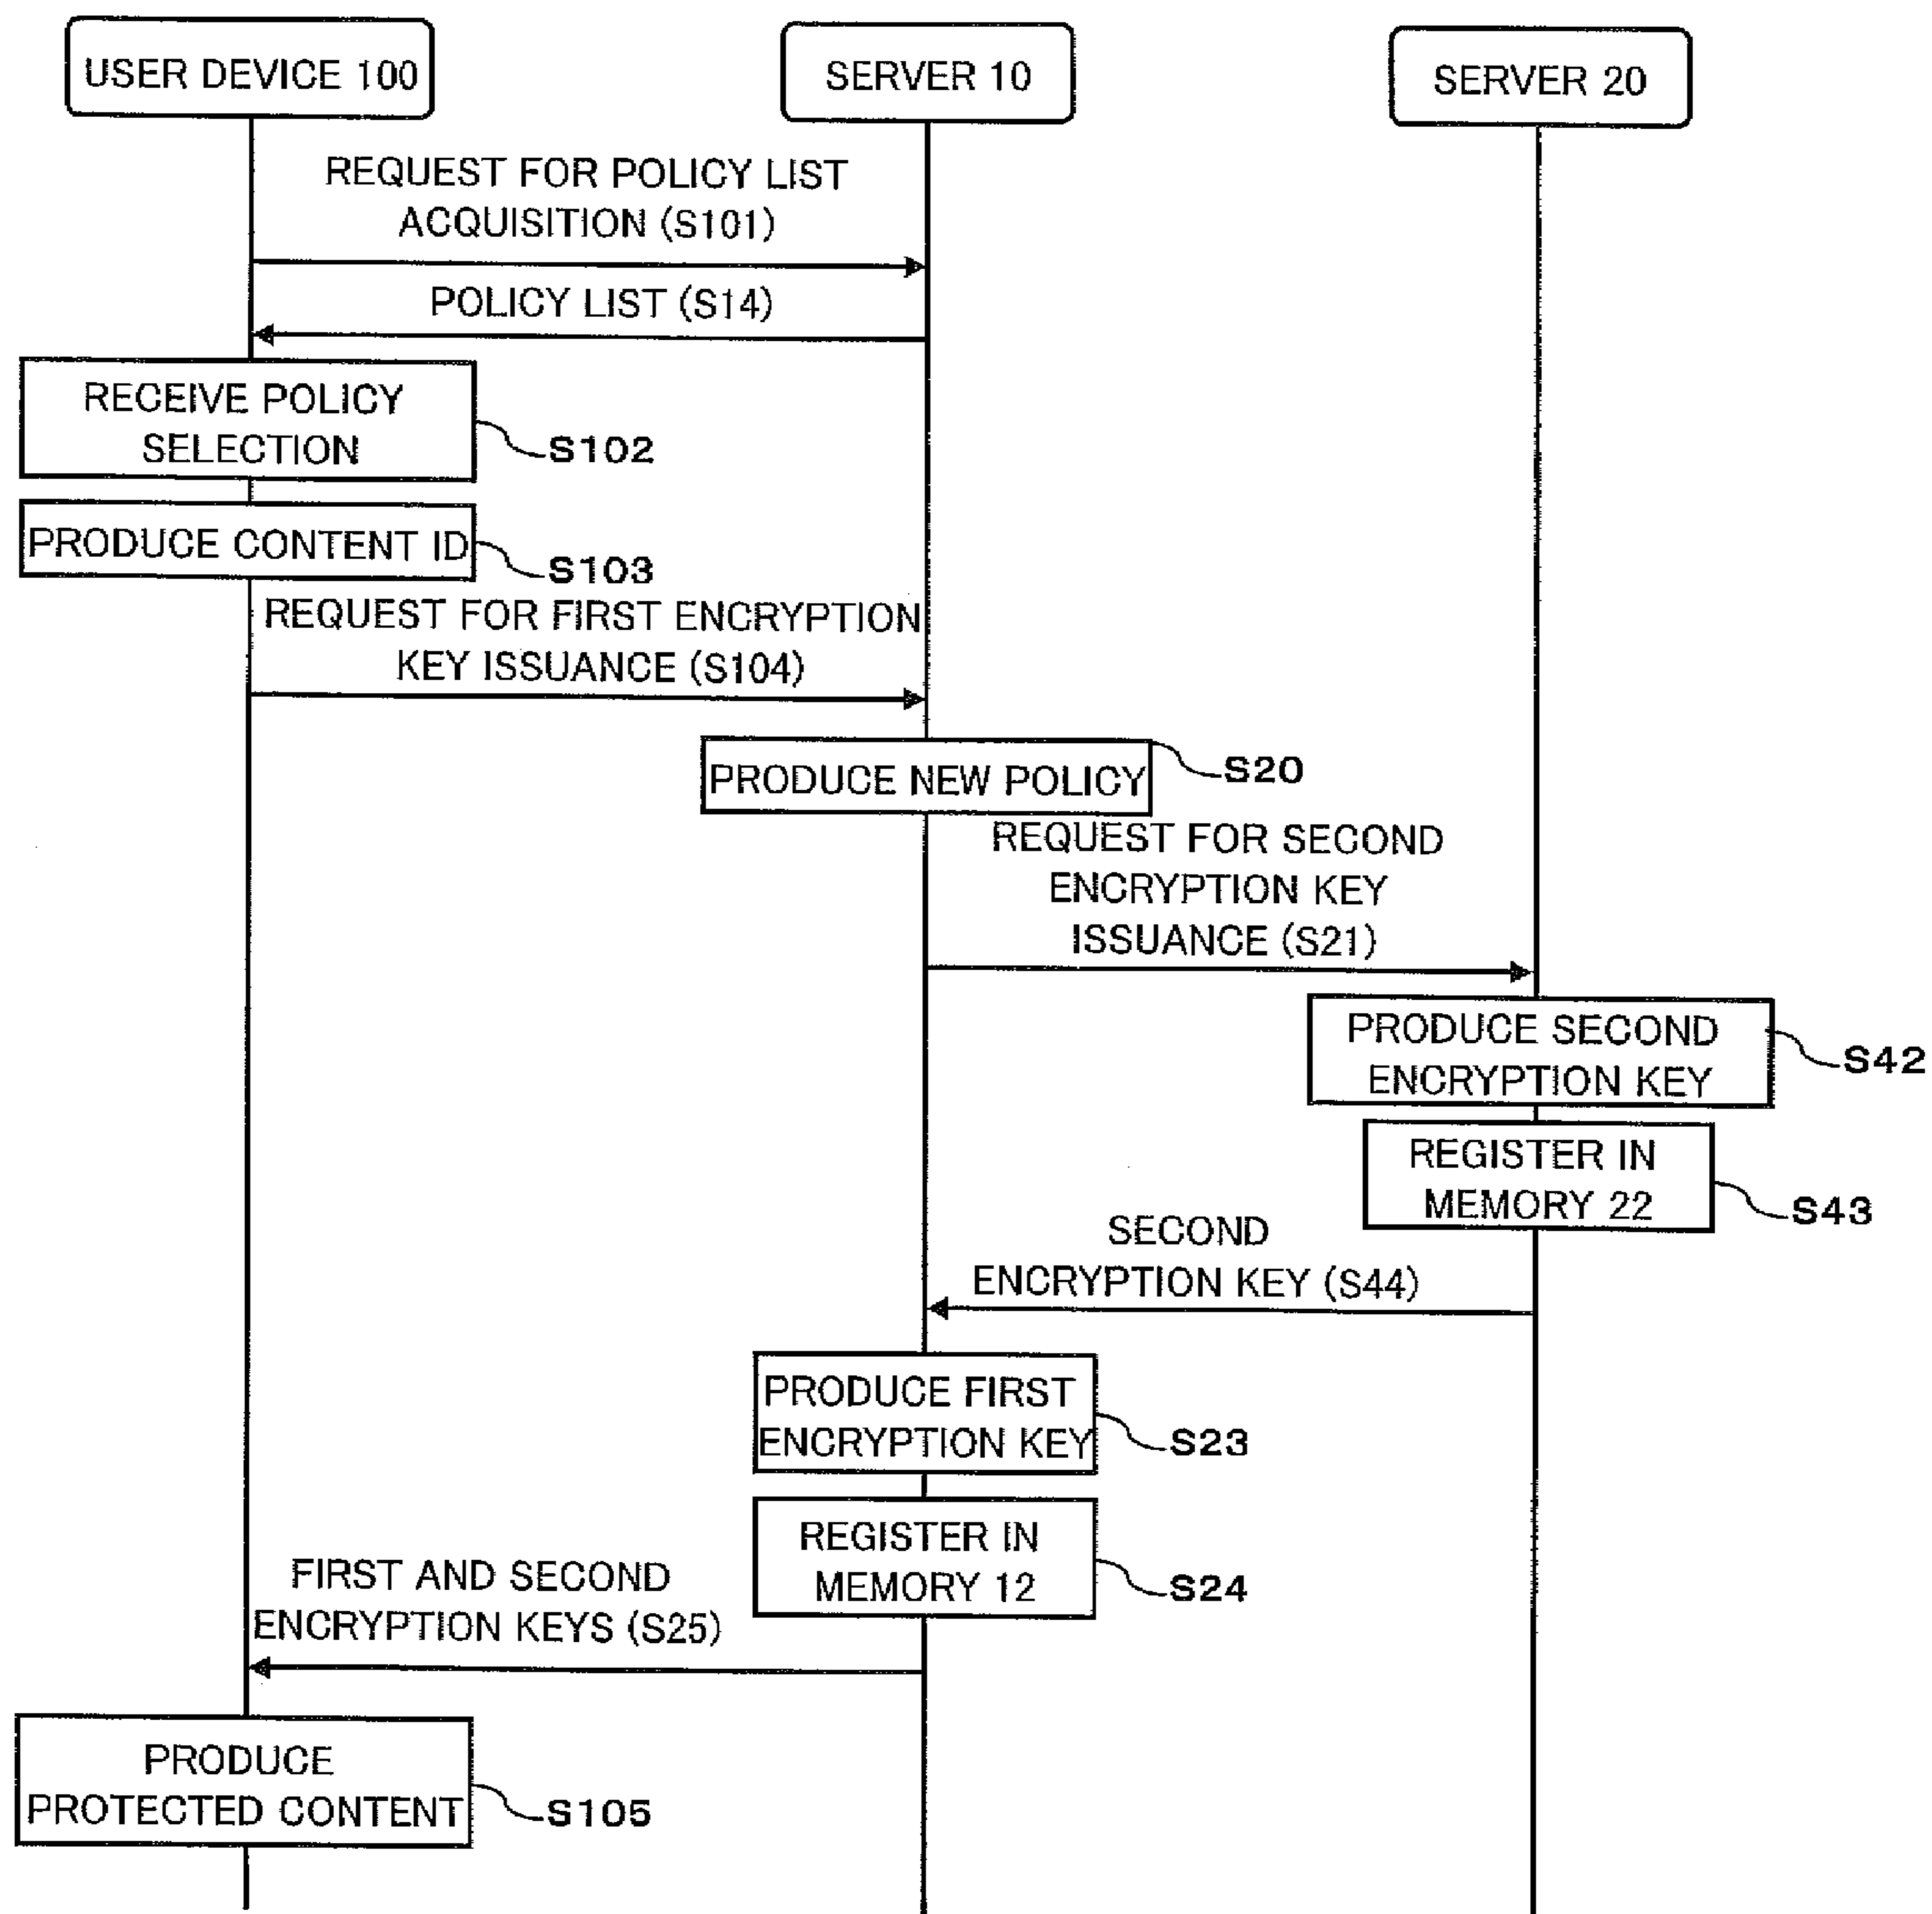 USER DEVICE 100
SERVER 10
SERVER 20
REQUEST FOR POLICY LIST
ACQUISITION (S101)
POLICY LIST (S14)
RECEIVE POLICY
SELECTION
S102
PRODUCE CONTENT ID
S103
REQUEST FOR FIRST ENCRYPTION
KEY ISSUANCE (S104)
PRODUCE NEW POLICY
S20
REQUEST FOR SECOND
ENCRYPTION KEY
ISSUANCE (S21)
PRODUCE SECOND
ENCRYPTION KEY
S42
REGISTER IN
MEMORY 22
S43
SECOND
ENCRYPTION KEY (S44)
PRODUCE FIRST
ENCRYPTION KEY
S23
REGISTER IN
MEMORY 12
S24
FIRST AND SECOND
ENCRYPTION KEYS (S25)
PRODUCE
PROTECTED CONTENT
S105